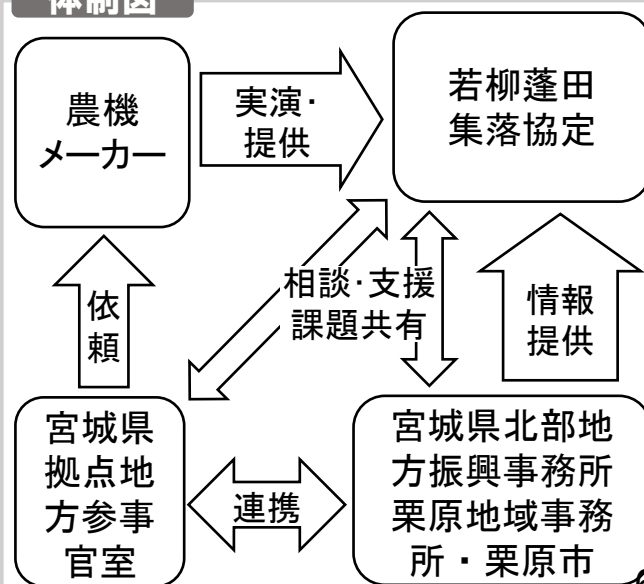 体制図
農機
メーカー
実演・
提供
若柳蓬田
集落協定
依
頼
相談・支援
課題共有
情報
提供
宮城県
拠点地
方参事
官室
連携
宮城県北部地
方振興事務所
栗原地域事務
所・栗原市